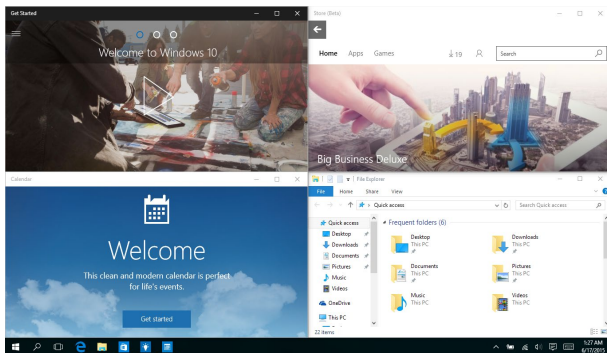 Get Started
Welcome to Windows 10
Store (Beta)
Home Apps Games 19 Search
Big Business Deluxe
Calendar
Welcome
This clean and modern calendar is perfect
for life's events.
Get started
File Explorer
File Home Share View
Quick access Search Quick access
Quick access
Desktop
Downloads
Documents
Pictures
Music
Videos
OneDrive
This PC
Frequent folders (6)
Desktop
This PC
Downloads
This PC
Documents
This PC
Pictures
This PC
Music
This PC
Videos
This PC
22 items
1:27 AM
6/17/2015